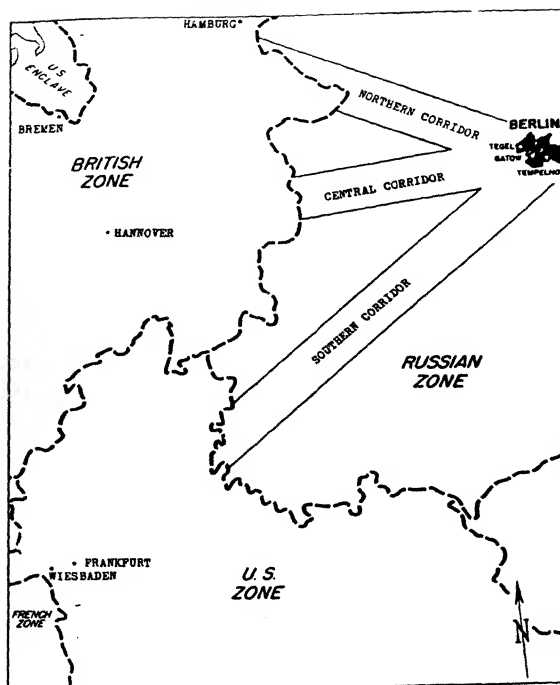 HAMBURG
U.S
ENCLAVE
BREMEN
NORTHERN CORRIDOR
BERLIN
TEGEL
GATOW
TEMPELHO
BRITISH
ZONE
CENTRAL CORRIDOR
HANNOVER
SOUTHERN CORRIDOR
RUSSIAN
ZONE
FRANKFURT
WIESBADEN
U.S.
ZONE
FRENCH
ZONE
N